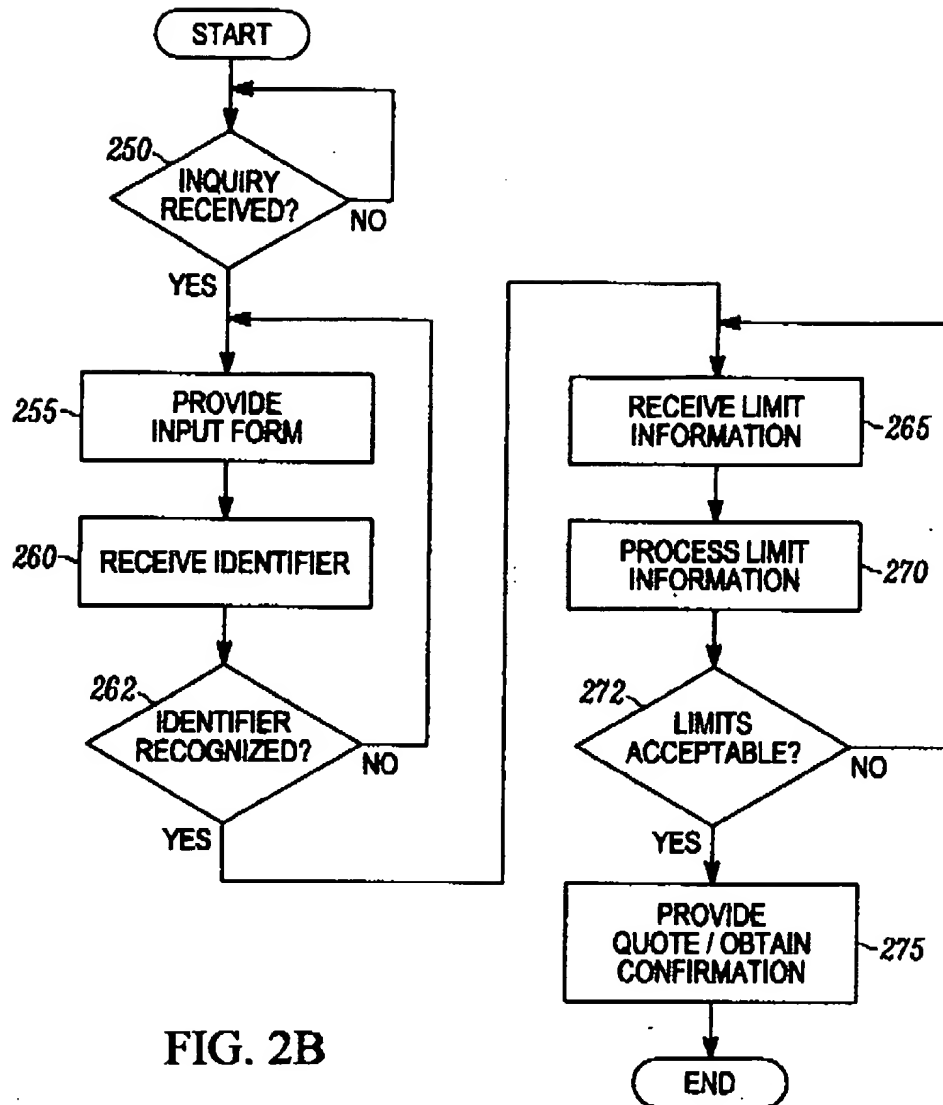 START
250
INQUIRY
RECEIVED?
NO
YES
255
PROVIDE
INPUT FORM
260
RECEIVE IDENTIFIER
262
IDENTIFIER
RECOGNIZED?
NO
YES
RECEIVE LIMIT
INFORMATION
265
PROCESS LIMIT
INFORMATION
270
272
LIMITS
ACCEPTABLE?
NO
YES
PROVIDE
QUOTE / OBTAIN
CONFIRMATION
275
END
FIG. 2B